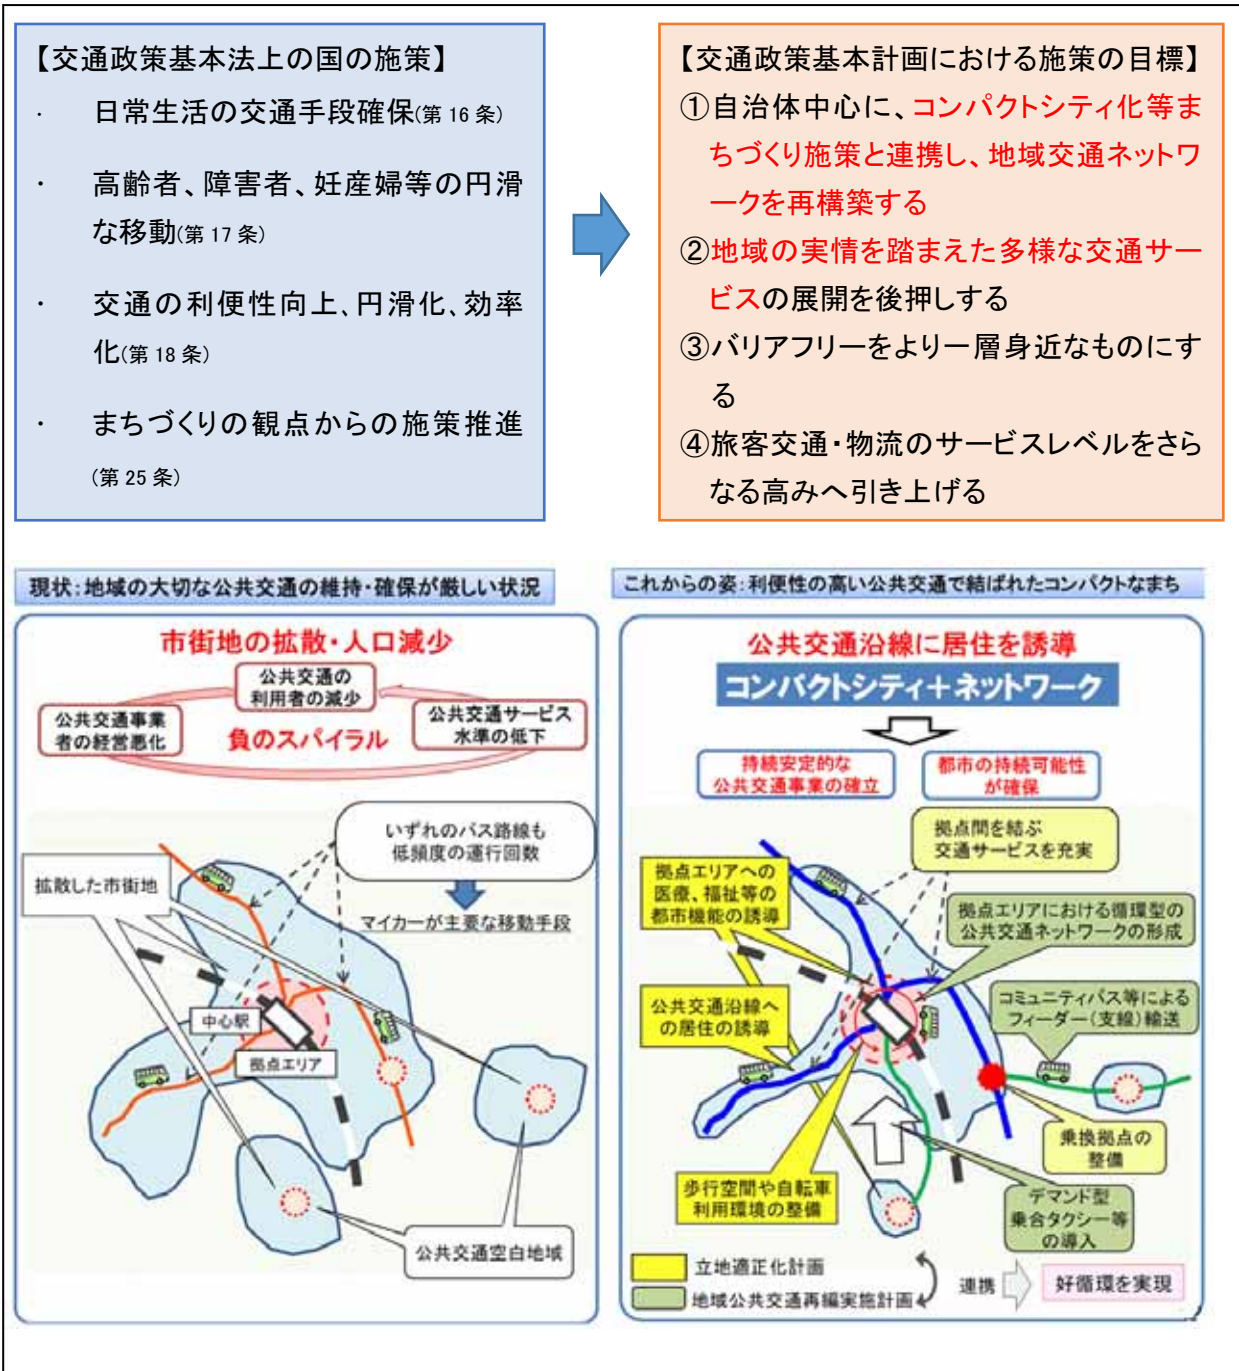 【交通政策基本法上の国の施策】
・ 日常生活の交通手段確保(第 16 条)
・ 高齢者、障害者、妊産婦等の円滑
な移動(第 17 条)
・ 交通の利便性向上、円滑化、効率
化(第 18 条)
・ まちづくりの観点からの施策推進
(第 25 条)
【交通政策基本計画における施策の目標】
①自治体中心に、コンパクトシティ化等ま
ちづくり施策と連携し、地域交通ネットワ
ークを再構築する
②地域の実情を踏まえた多様な交通サー
ビスの展開を後押しする
③バリアフリーをより一層身近なものにす
る
④旅客交通・物流のサービスレベルをさら
なる高みへ引き上げる
現状：地域の大切な公共交通の維持・確保が厳しい状況
市街地の拡散・人口減少
公共交通の
利用者の減少
公共交通事業
者の経営悪化
負のスパイラル
公共交通サービス
水準の低下
いずれのバス路線も
低頻度の運行回数
拡散した市街地
マイカーが主要な移動手段
中心駅
拠点エリア
公共交通空白地域
これからの姿：利便性の高い公共交通で結ばれたコンパクトなまち
公共交通沿線に居住を誘導
コンパクトシティ＋ネットワーク
持続安定的な
公共交通事業の確立
都市の持続可能性
が確保
拠点間を結ぶ
交通サービスを充実
拠点エリアへの
医療、福祉等の
都市機能の誘導
拠点エリアにおける循環型の
公共交通ネットワークの形成
公共交通沿線へ
の居住の誘導
コミュニティバス等による
フィーダー(支線)輸送
乗換拠点の
整備
歩行空間や自転車
利用環境の整備
デマンド型
乗合タクシー等
の導入
立地適正化計画
地域公共交通再編実施計画
連携
好循環を実現